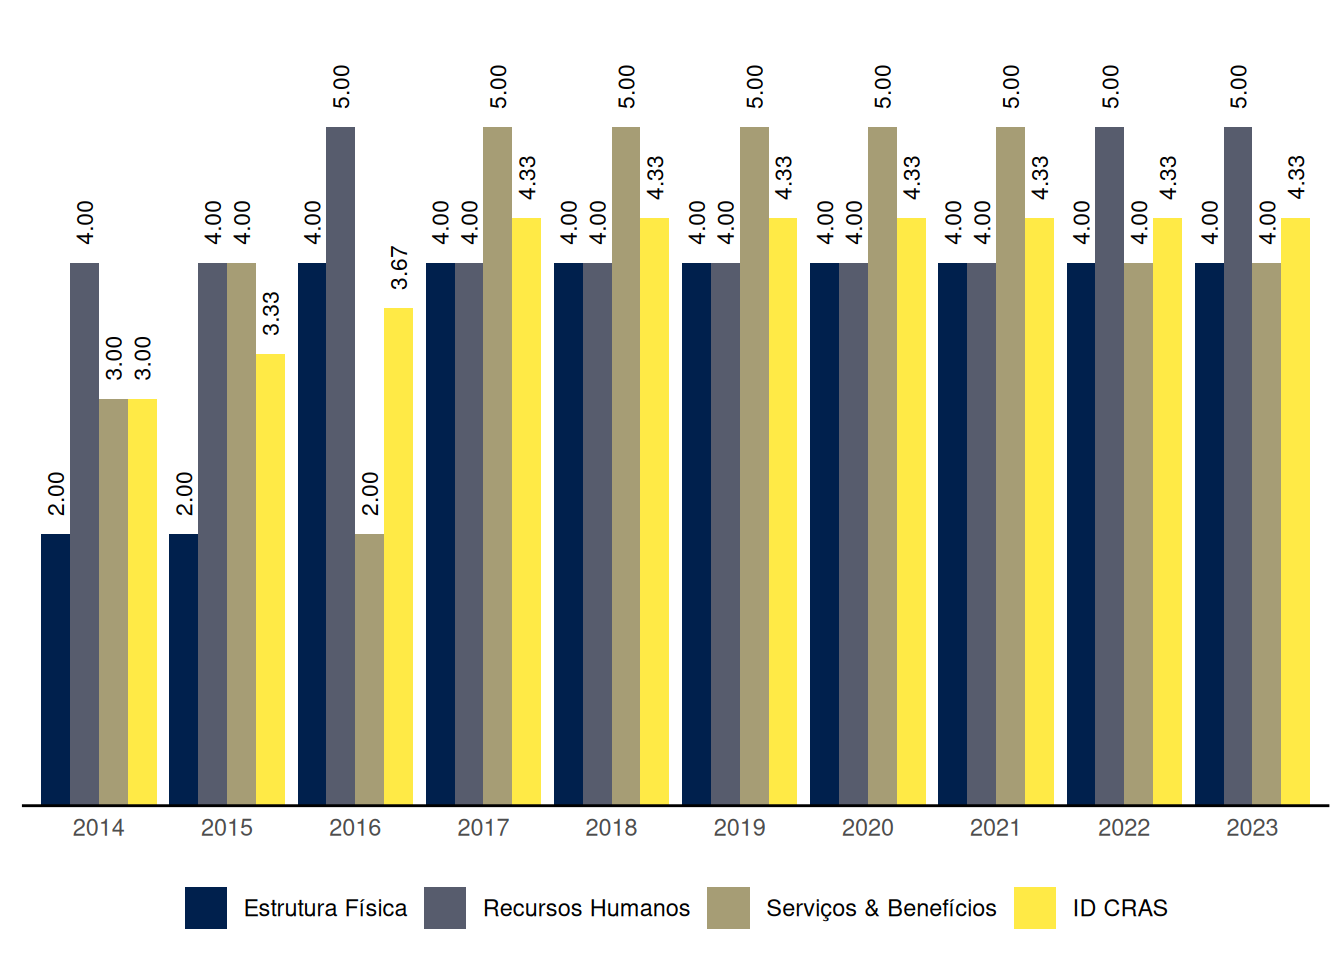 5.00 5.00 5.00 5.00 5.00 5.00 5.00 5.00
4.33 4.33 4.33 4.33 4.33 4.33 4.33
4.00 4.00 4.00 4.00 4.00 4.00 4.00 4.00 4.00 4.00 4.00 4.00 4.00 4.00 4.00 4.00 4.00 4.00
3.67
3.33
3.00 3.00
2.00 2.00 2.00
2014 2015 2016 2017 2018 2019 2020 2021 2022 2023
Estrutura Física Recursos Humanos Serviços & Benefícios ID CRAS